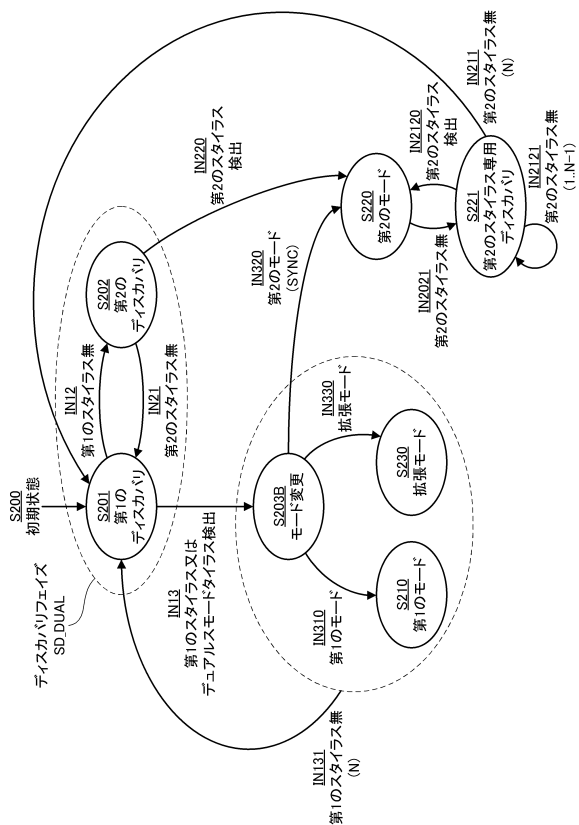 S200
初期状態
ディスカバリフェイズ
SD_DUAL
S201
第1の
ディスカバリ
IN12
第1のスタイラス無
IN21
第2のスタイラス無
S202
第2の
ディスカバリ
IN220
第2のスタイラス
検出
IN13
第1のスタイラス又は
デュアルスモードタイラス検出
IN131
第1のスタイラス無
(N)
S203B
モード変更
IN310
第1のモード
S210
第1のモード
IN330
拡張モード
S230
拡張モード
IN320
第2のモード
(SYNC)
S220
第2のモード
IN2021
第2のスタイラス無
IN2120
第2のスタイラス
検出
S221
第2のスタイラス専用
ディスカバリ
IN2121
第2のスタイラス無
(1..N-1)
IN211
第2のスタイラス無
(N)